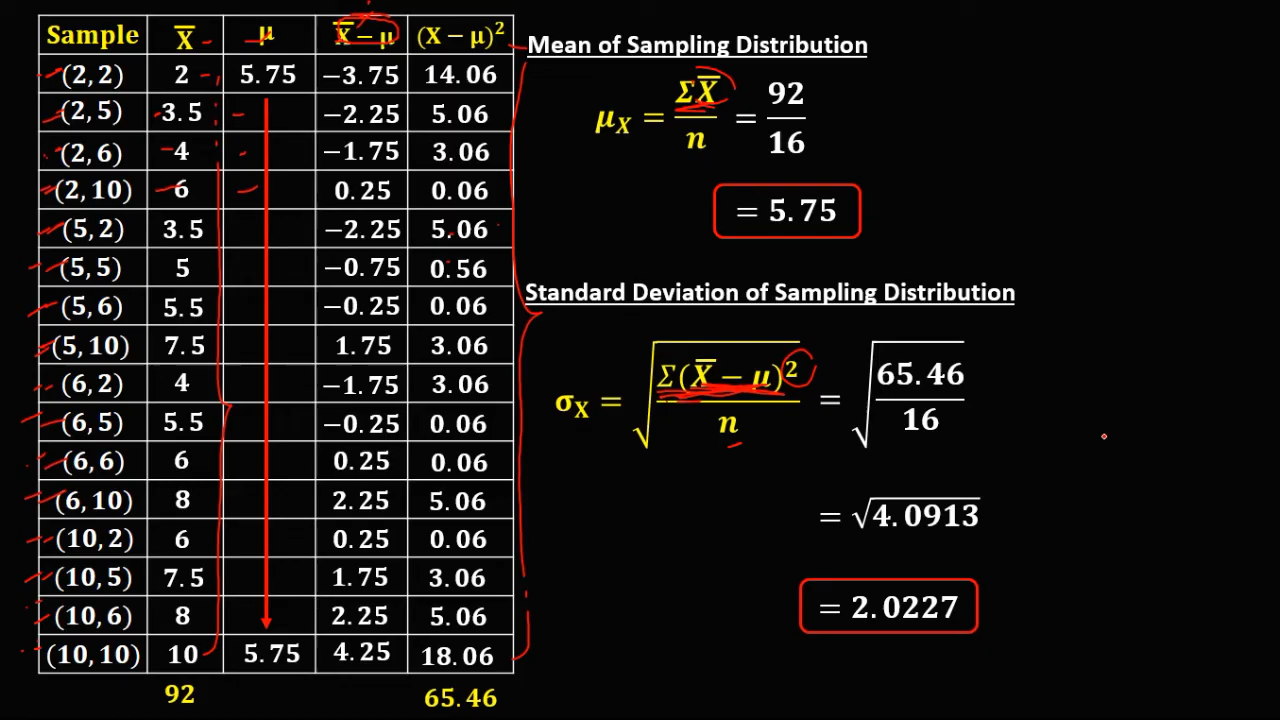 Sample X̅ μ X̅ − μ (X − μ)²
(2, 2) 2 5.75 −3.75 14.06
(2, 5) 3.5 −2.25 5.06
(2, 6) 4 −1.75 3.06
(2, 10) 6 0.25 0.06
(5, 2) 3.5 −2.25 5.06
(5, 5) 5 −0.75 0.56
(5, 6) 5.5 −0.25 0.06
(5, 10) 7.5 1.75 3.06
(6, 2) 4 −1.75 3.06
(6, 5) 5.5 −0.25 0.06
(6, 6) 6 0.25 0.06
(6, 10) 8 2.25 5.06
(10, 2) 6 0.25 0.06
(10, 5) 7.5 1.75 3.06
(10, 6) 8 2.25 5.06
(10, 10) 10 5.75 4.25 18.06
92 65.46
Mean of Sampling Distribution
μ_X = ΣX̅ / n = 92 / 16
= 5.75
Standard Deviation of Sampling Distribution
σ_X = √(Σ(X̅ − μ)² / n) = √(65.46 / 16)
= √4.0913
= 2.0227